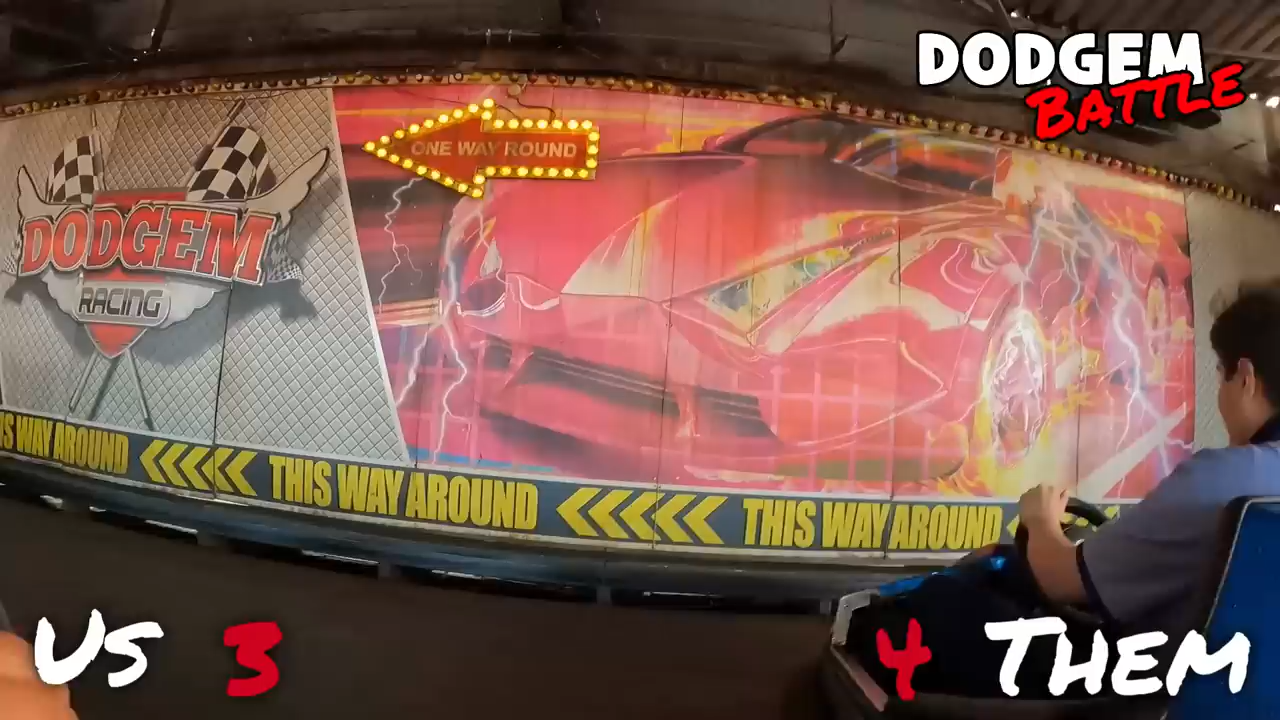 DODGEM
BATTLE
ONE WAY ROUND
DODGEM
RACING
IS WAY AROUND <<<<< THIS WAY AROUND <<<<< THIS WAY AROUND
Us 3
4 Them